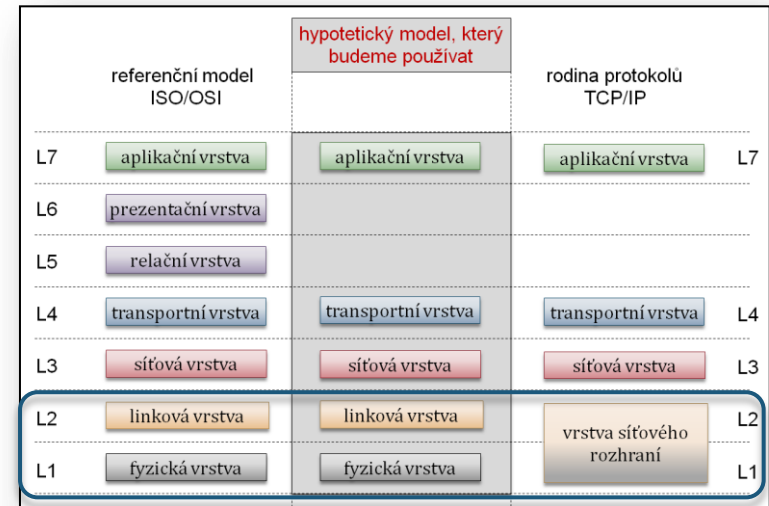 hypotetický model, který
budeme používat
referenční model
ISO/OSI
rodina protokolů
TCP/IP
L7 aplikační vrstva aplikační vrstva aplikační vrstva L7
L6 prezentační vrstva
L5 relační vrstva
L4 transportní vrstva transportní vrstva transportní vrstva L4
L3 síťová vrstva síťová vrstva síťová vrstva L3
L2 linková vrstva linková vrstva L2
vrstva síťového
rozhraní
L1 fyzická vrstva fyzická vrstva L1